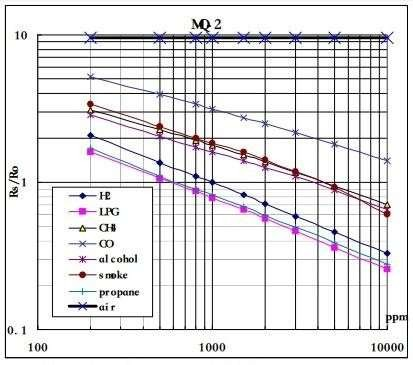 MQ-2
10
Rs/Ro
1
H2
LPG
CH4
CO
alcohol
smoke
propane
air
ppm
0.1
100
1000
10000